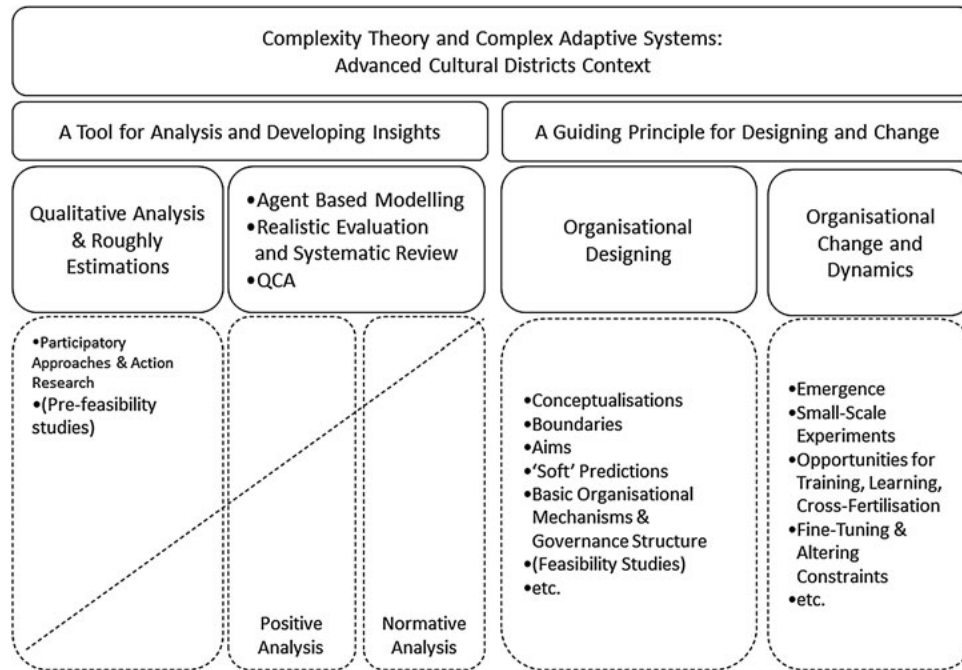 Complexity Theory and Complex Adaptive Systems:
Advanced Cultural Districts Context
A Tool for Analysis and Developing Insights
A Guiding Principle for Designing and Change
Qualitative Analysis
& Roughly
Estimations
•Agent Based Modelling
•Realistic Evaluation
and Systematic Review
•QCA
Organisational
Designing
Organisational
Change and
Dynamics
•Participatory
Approaches & Action
Research
•(Pre-feasibility
studies)
Positive
Analysis
Normative
Analysis
•Conceptualisations
•Boundaries
•Aims
•‘Soft’ Predictions
•Basic Organisational
Mechanisms &
Governance Structure
•(Feasibility Studies)
•etc.
•Emergence
•Small-Scale
Experiments
•Opportunities for
Training, Learning,
Cross-Fertilisation
•Fine-Tuning &
Altering
Constraints
•etc.